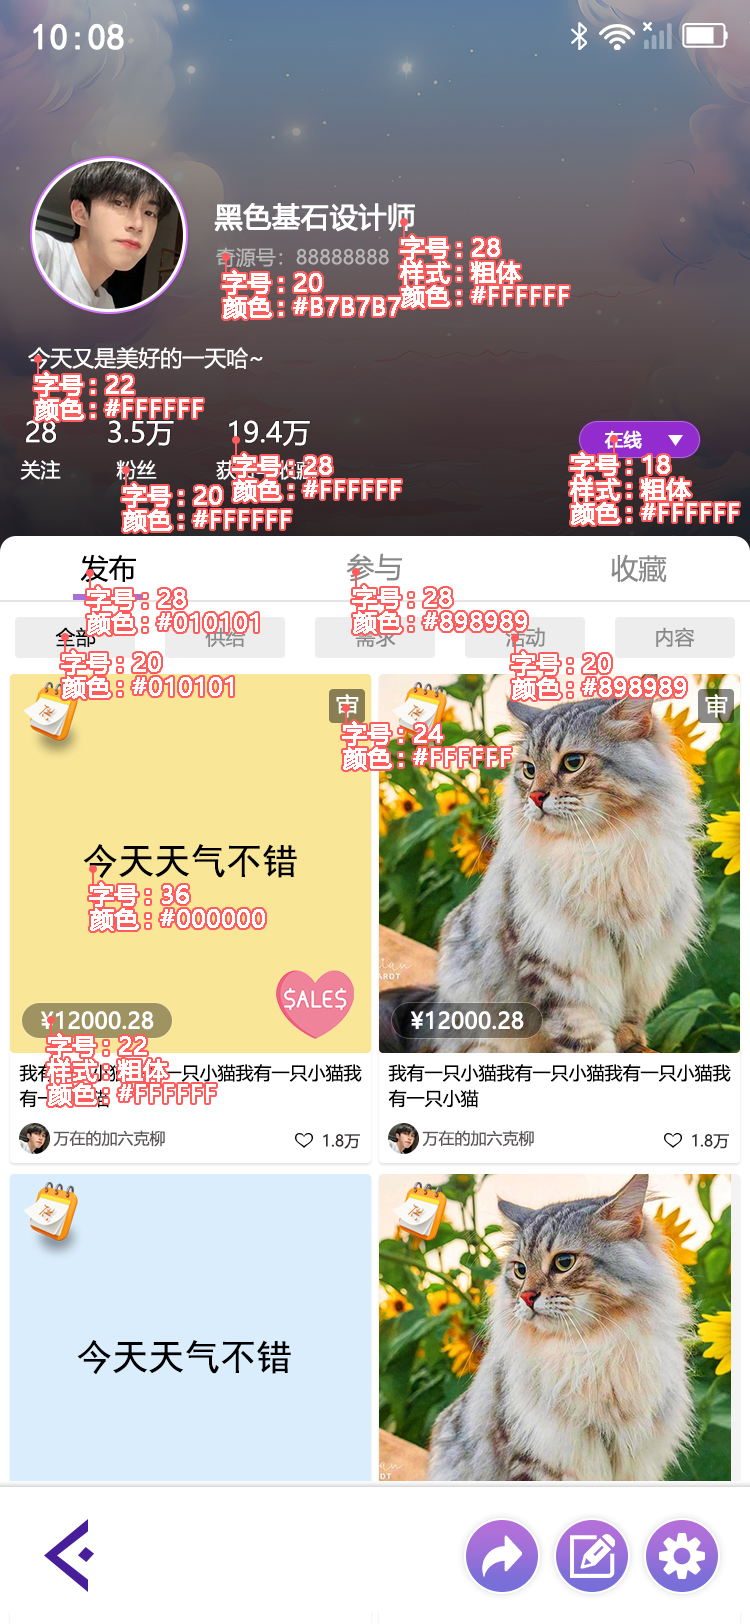 10:08
黑色基石设计师
奇源号：88888888
字号 : 28
样式 : 粗体
颜色 : #FFFFFF
字号 : 20
颜色 : #B7B7B7
今天又是美好的一天哈~
字号 : 22
颜色 : #FFFFFF
28
3.5万
19.4万
在线
关注
粉丝
字号 : 28
颜色 : #FFFFFF
字号 : 18
样式 : 粗体
颜色 : #FFFFFF
字号 : 20
颜色 : #FFFFFF
发布
参与
收藏
字号 : 28
颜色 : #010101
字号 : 28
颜色 : #898989
全部
供给
需求
活动
内容
字号 : 20
颜色 : #010101
字号 : 20
颜色 : #898989
审
审
字号 : 24
颜色 : #FFFFFF
今天天气不错
字号 : 36
颜色 : #000000
$ALE$
¥12000.28
¥12000.28
字号 : 22
样式 : 粗体
颜色 : #FFFFFF
我有一只小猫我有一只小猫我
有一只小猫
我有一只小猫我有一只小猫我有一只小猫我
有一只小猫
万在的加六克柳
1.8万
万在的加六克柳
1.8万
今天天气不错